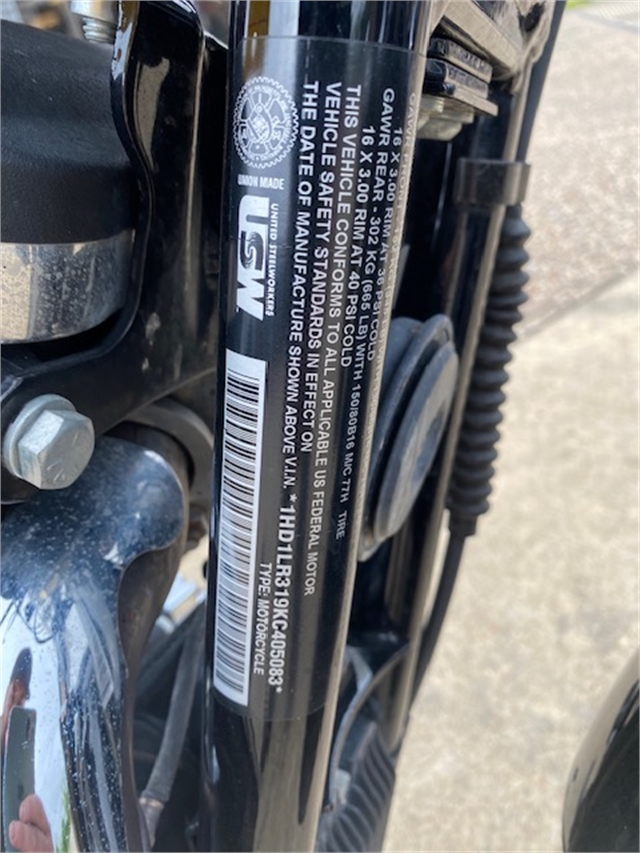 GAWR FRONT
16 X 3.00 RIM AT 36 PSI COLD
GAWR REAR - 302 KG (665 LB) WITH 150/80B16 M/C 77H TIRE
16 X 3.00 RIM AT 40 PSI COLD
THIS VEHICLE CONFORMS TO ALL APPLICABLE US FEDERAL MOTOR
VEHICLE SAFETY STANDARDS IN EFFECT ON
THE DATE OF MANUFACTURE SHOWN ABOVE V.I.N. *1HD1LR319KC405083*
TYPE: MOTORCYCLE
UNION MADE
USW
UNITED STEELWORKERS